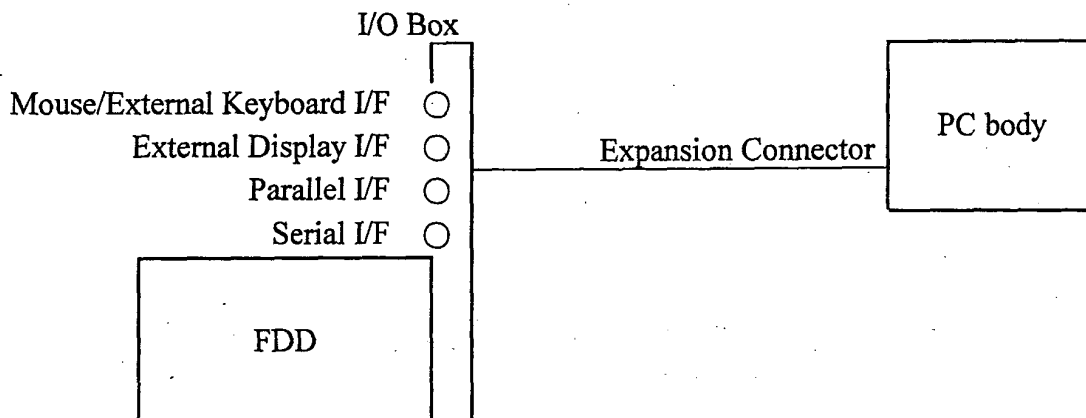 I/O Box
Mouse/External Keyboard I/F
External Display I/F
Parallel I/F
Serial I/F
FDD
Expansion Connector
PC body